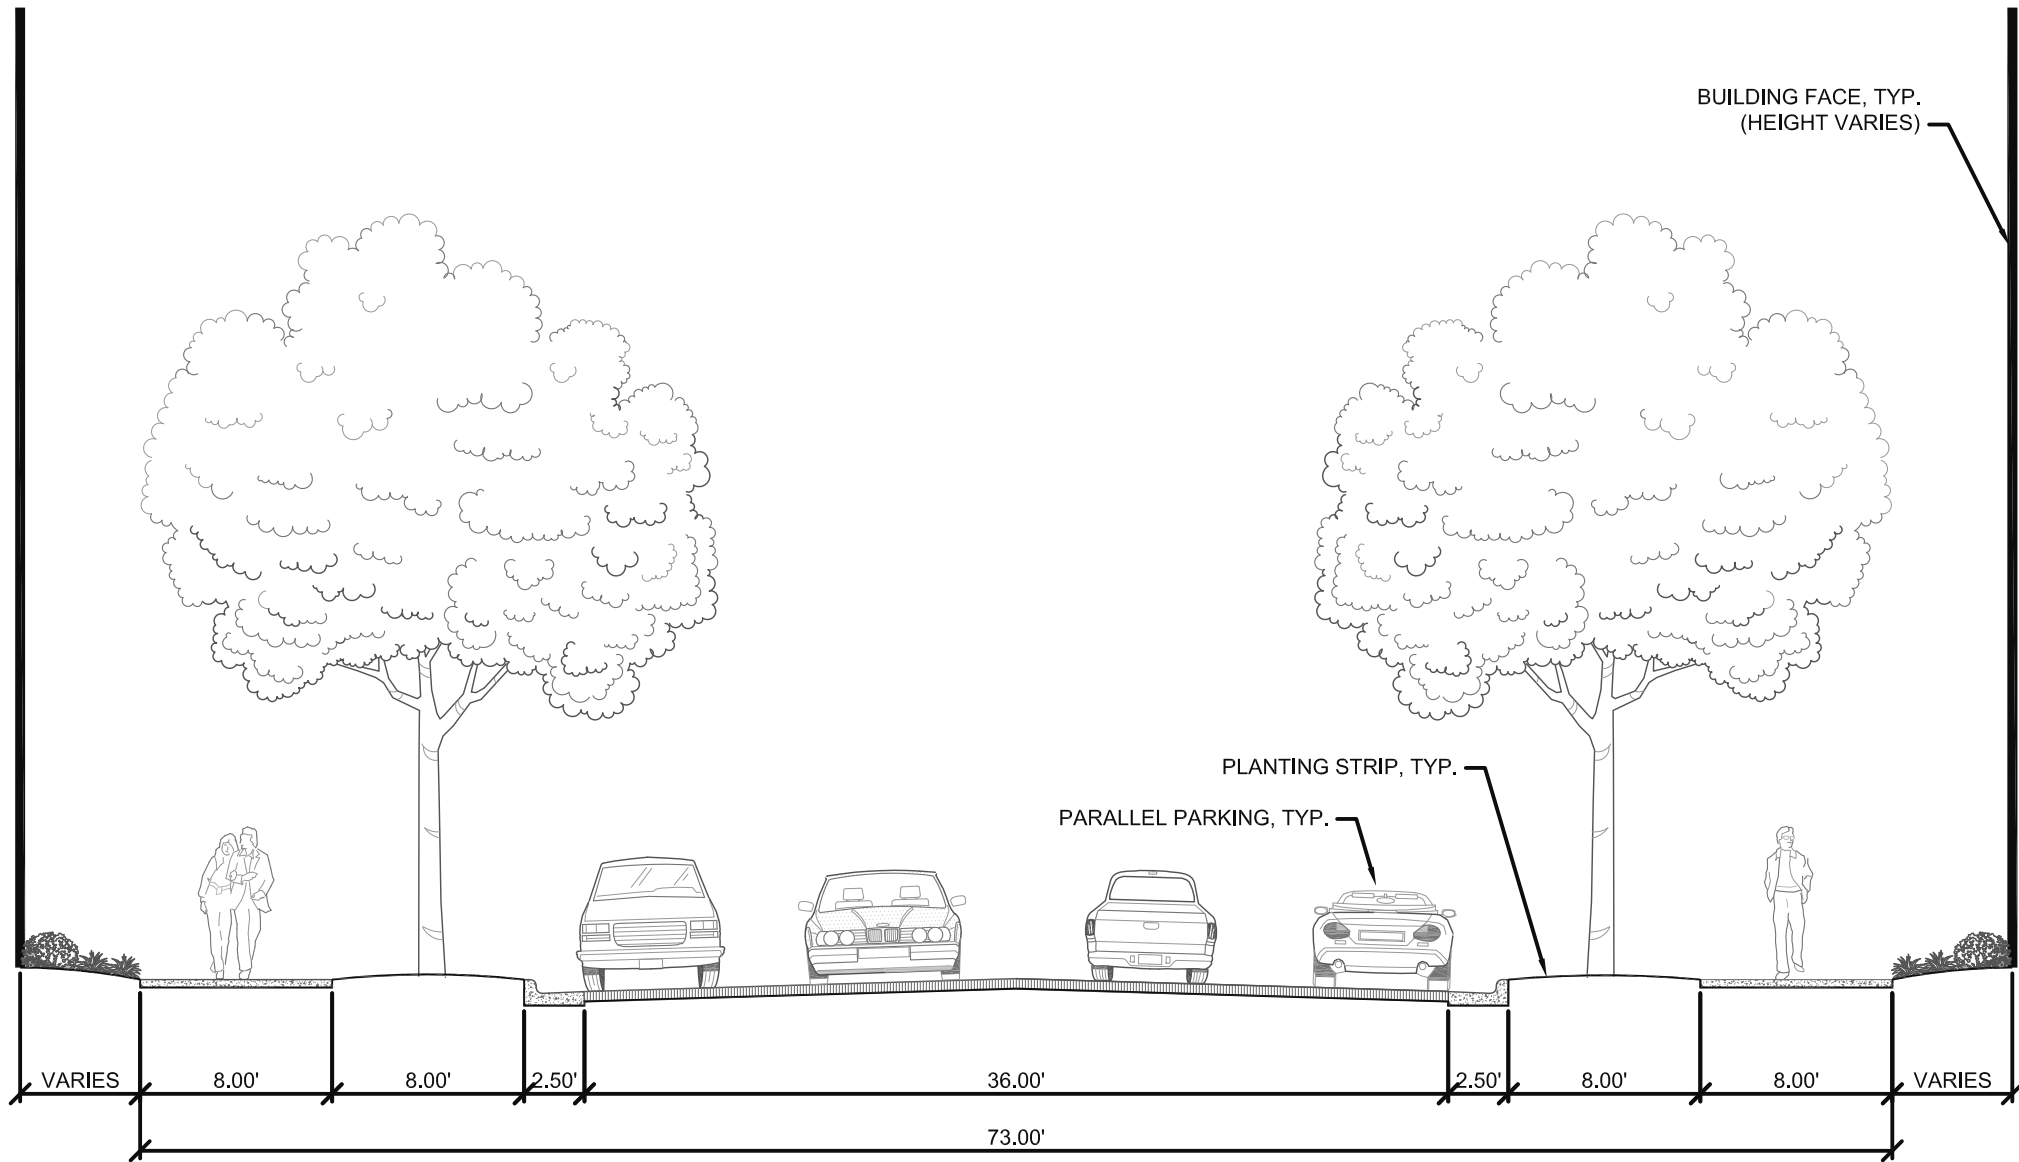 BUILDING FACE, TYP.
(HEIGHT VARIES)
PLANTING STRIP, TYP.
PARALLEL PARKING, TYP.
VARIES 8.00' 8.00' 2.50' 36.00' 2.50' 8.00' 8.00' VARIES
73.00'